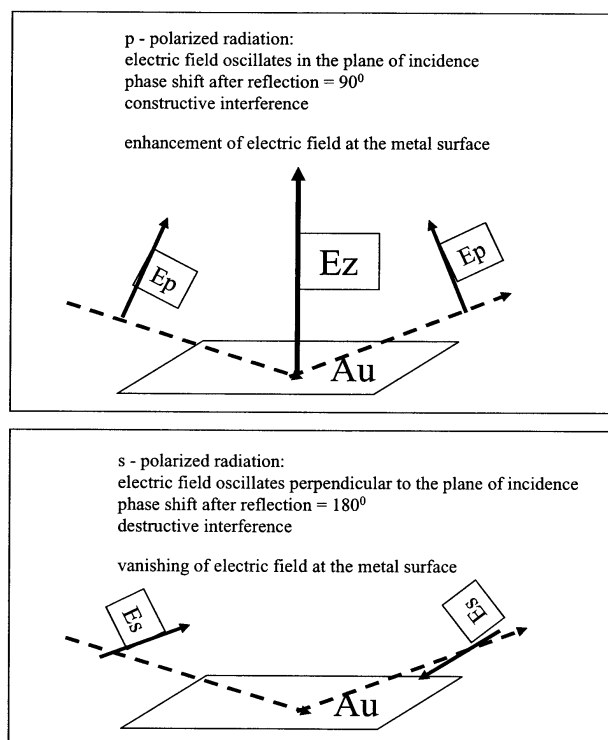 p - polarized radiation:
electric field oscillates in the plane of incidence
phase shift after reflection = 90⁰
constructive interference
enhancement of electric field at the metal surface
Ep
Ez
Ep
Au
s - polarized radiation:
electric field oscillates perpendicular to the plane of incidence
phase shift after reflection = 180⁰
destructive interference
vanishing of electric field at the metal surface
Es
Es
Au